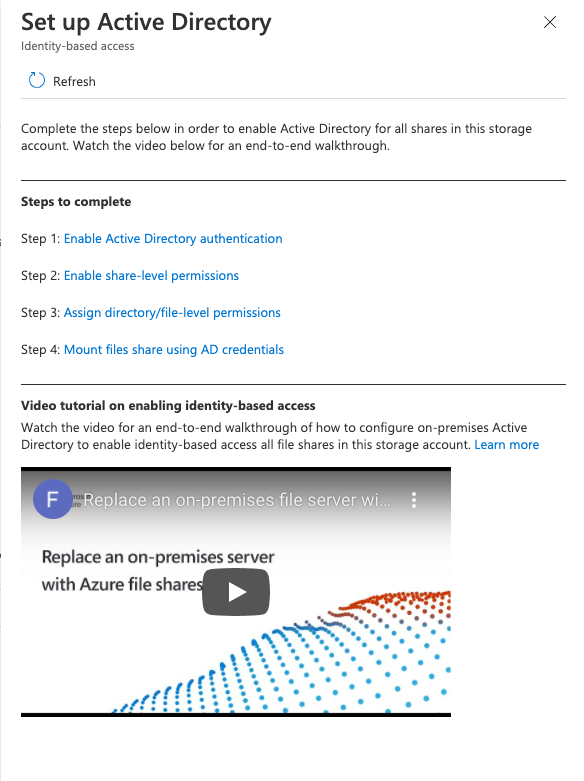 Set up Active Directory
Identity-based access
Refresh
Complete the steps below in order to enable Active Directory for all shares in this storage
account. Watch the video below for an end-to-end walkthrough.
Steps to complete
Step 1: Enable Active Directory authentication
Step 2: Enable share-level permissions
Step 3: Assign directory/file-level permissions
Step 4: Mount files share using AD credentials
Video tutorial on enabling identity-based access
Watch the video for an end-to-end walkthrough of how to configure on-premises Active
Directory to enable identity-based access all file shares in this storage account. Learn more
F
Replace an on-premises file server wi...
Replace an on-premises server
with Azure file shares